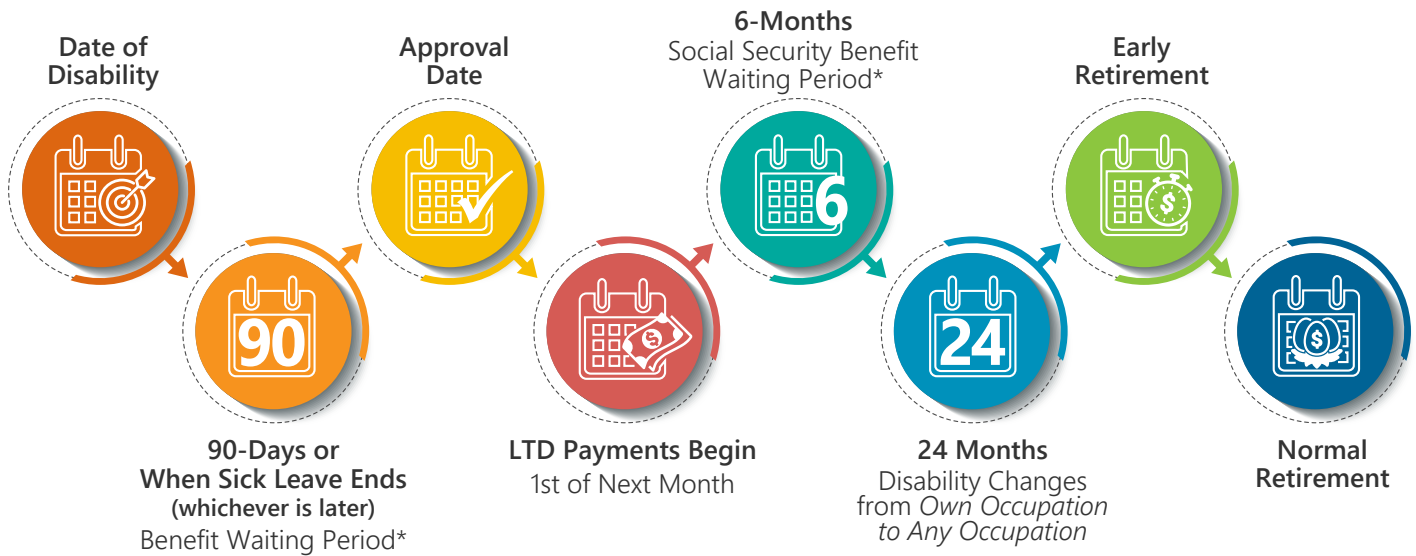 Date of
Disability
90
90-Days or
When Sick Leave Ends
(whichever is later)
Benefit Waiting Period*
Approval
Date
$
LTD Payments Begin
1st of Next Month
6-Months
Social Security Benefit
Waiting Period*
6
24
24 Months
Disability Changes
from Own Occupation
to Any Occupation
Early
Retirement
$
$
Normal
Retirement